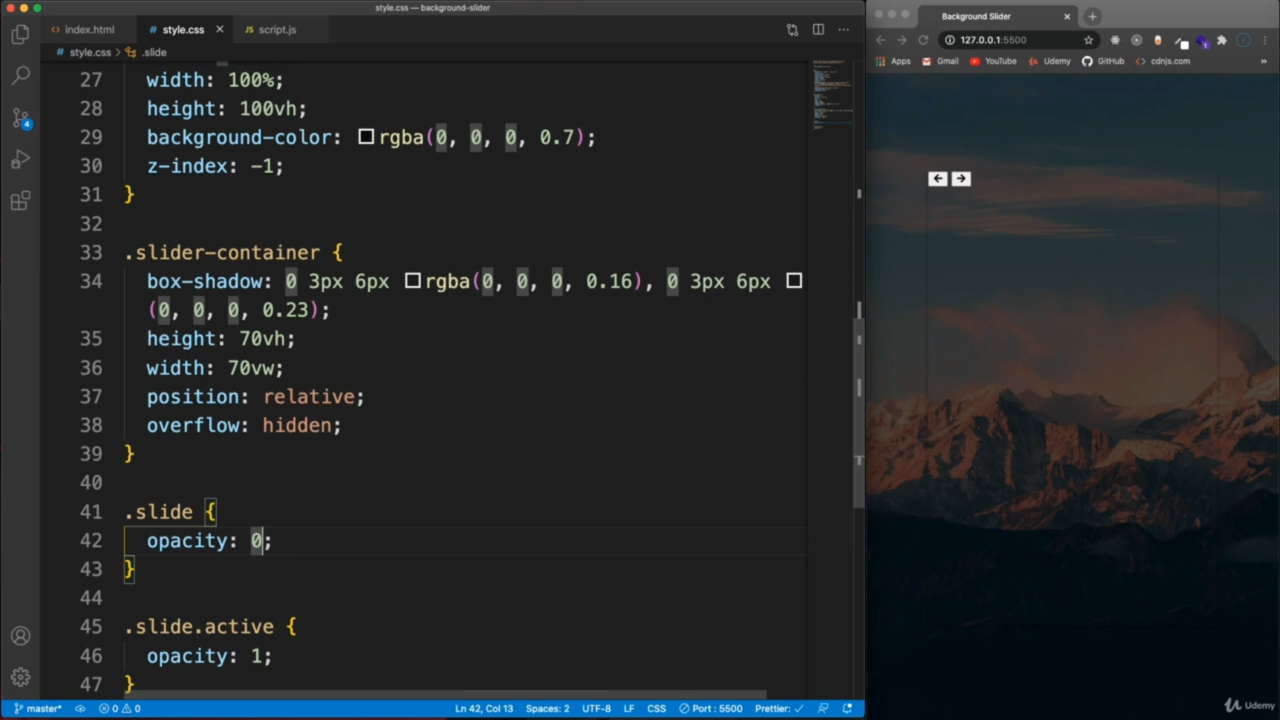 style.css — background-slider
index.html
style.css
script.js
style.css > .slide
27 width: 100%;
28 height: 100vh;
29 background-color: rgba(0, 0, 0, 0.7);
30 z-index: -1;
31 }
32
33 .slider-container {
34 box-shadow: 0 3px 6px rgba(0, 0, 0, 0.16), 0 3px 6px
(0, 0, 0, 0.23);
35 height: 70vh;
36 width: 70vw;
37 position: relative;
38 overflow: hidden;
39 }
40
41 .slide {
42 opacity: 0;
43 }
44
45 .slide.active {
46 opacity: 1;
47 }
4
master* 0 0 Ln 42, Col 13 Spaces: 2 UTF-8 LF CSS Port : 5500 Prettier: ✓
Background Slider
127.0.0.1:5500
Apps Gmail YouTube Udemy GitHub cdnjs.com »
← →
Udemy